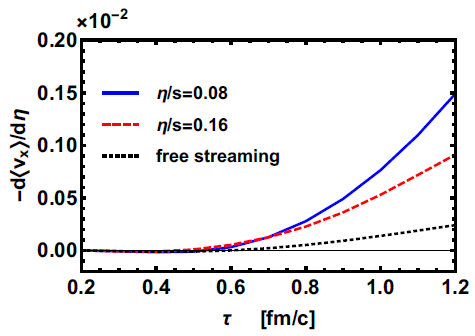 ×10⁻²
0.20
0.15
0.10
0.05
0.00
−d⟨vₓ⟩/dη
η/s=0.08
η/s=0.16
free streaming
0.2 0.4 0.6 0.8 1.0 1.2
τ [fm/c]